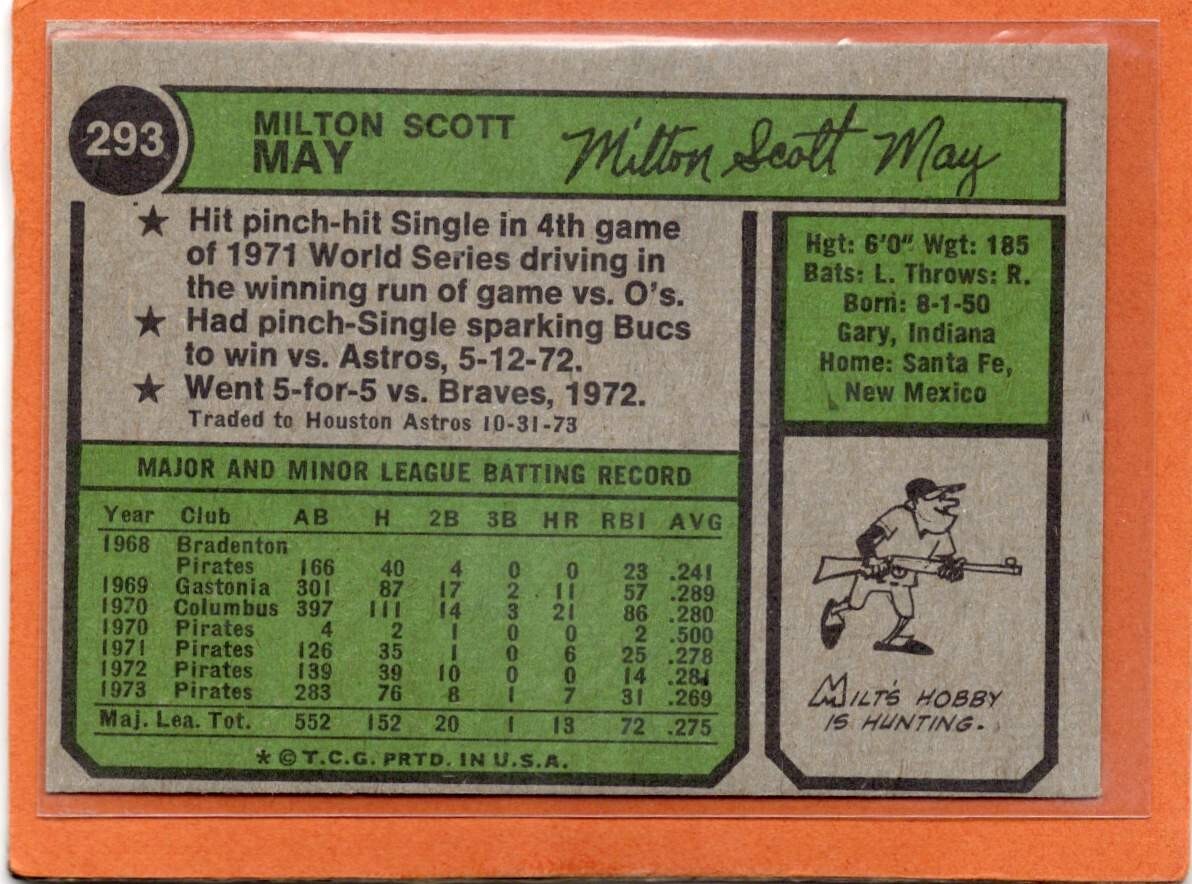 293
MILTON SCOTT
MAY
Milton Scott May
★ Hit pinch-hit Single in 4th game
of 1971 World Series driving in
the winning run of game vs. O's.
★ Had pinch-Single sparking Bucs
to win vs. Astros, 5-12-72.
★ Went 5-for-5 vs. Braves, 1972.
Traded to Houston Astros 10-31-73
Hgt: 6'0" Wgt: 185
Bats: L. Throws: R.
Born: 8-1-50
Gary, Indiana
Home: Santa Fe,
New Mexico
MAJOR AND MINOR LEAGUE BATTING RECORD
Year Club AB H 2B 3B HR RBI AVG
1968 Bradenton
Pirates 166 40 4 0 0 23 .241
1969 Gastonia 301 87 17 2 11 57 .289
1970 Columbus 397 111 14 3 21 86 .280
1970 Pirates 4 2 1 0 0 2 .500
1971 Pirates 126 35 1 0 6 25 .278
1972 Pirates 139 39 10 0 0 14 .281
1973 Pirates 283 76 8 1 7 31 .269
Maj. Lea. Tot. 552 152 20 1 13 72 .275
* © T.C.G. PRTD. IN U.S.A.
MILT'S HOBBY
IS HUNTING.